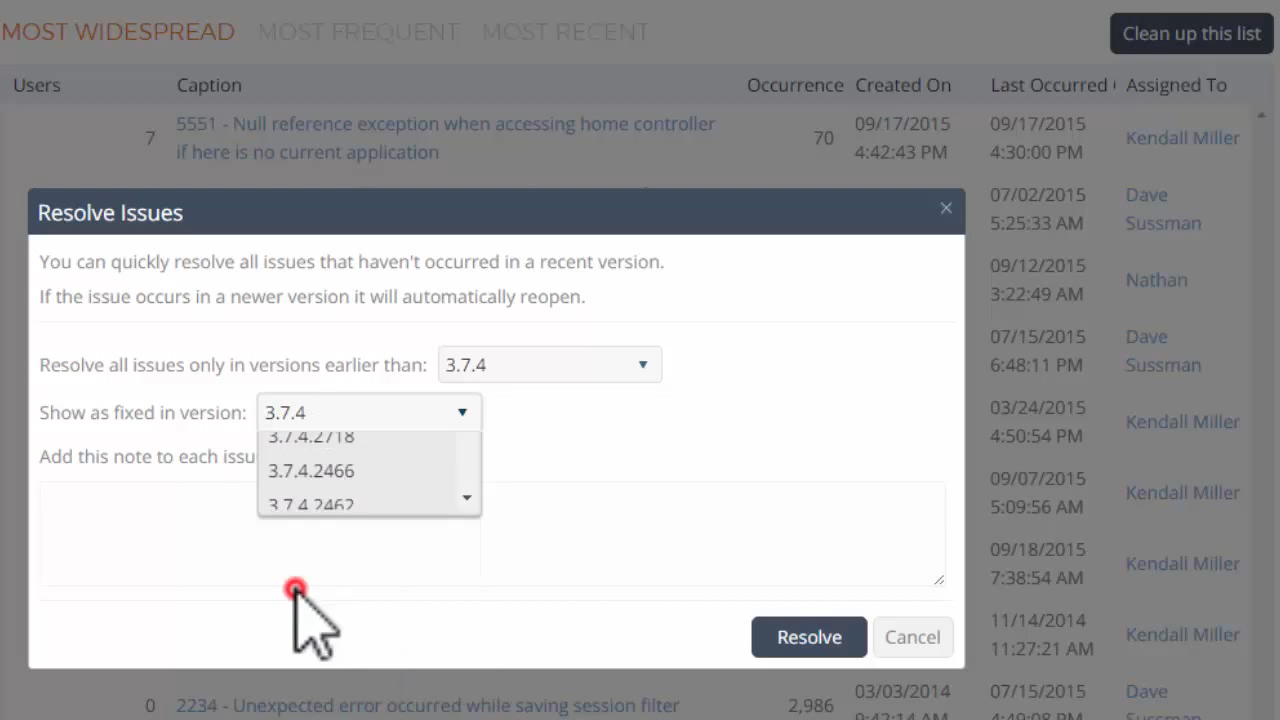 MOST WIDESPREAD MOST FREQUENT MOST RECENT Clean up this list
Users Caption Occurrence Created On Last Occurred Assigned To
7 5551 - Null reference exception when accessing home controller if here is no current application 70 09/17/2015 4:42:43 PM 09/17/2015 4:30:00 PM Kendall Miller
07/02/2015 5:25:33 AM Dave Sussman
Resolve Issues
You can quickly resolve all issues that haven't occurred in a recent version.
If the issue occurs in a newer version it will automatically reopen.
09/12/2015 3:22:49 AM Nathan
Resolve all issues only in versions earlier than: 3.7.4
07/15/2015 6:48:11 PM Dave Sussman
Show as fixed in version: 3.7.4
3.7.4.2718
3.7.4.2466
3.7.4.2462
Add this note to each issu
03/24/2015 4:50:54 PM Kendall Miller
09/07/2015 5:09:56 AM Kendall Miller
09/18/2015 7:38:54 AM Kendall Miller
Resolve Cancel
11/14/2014 11:27:21 AM Kendall Miller
0 2234 - Unexpected error occurred while saving session filter 2,986 03/03/2014 9:42:14 AM 07/15/2015 4:49:08 PM Dave Sussman